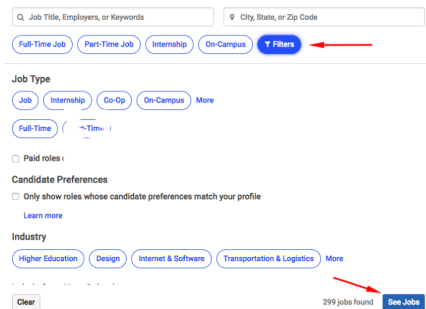 Job Title, Employers, or Keywords City, State, or Zip Code
Full-Time Job Part-Time Job Internship On-Campus Filters
Job Type
Job Internship Co-Op On-Campus More
Full-Time
Paid roles
Candidate Preferences
Only show roles whose candidate preferences match your profile
Learn more
Industry
Higher Education Design Internet & Software Transportation & Logistics More
Clear 299 jobs found See Jobs